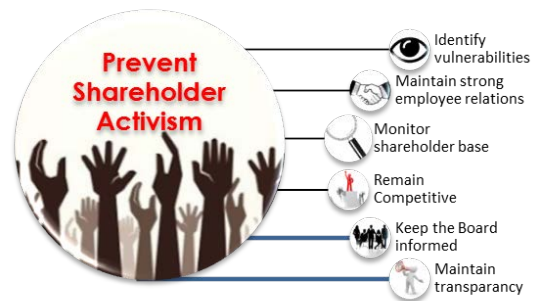 Prevent
Shareholder
Activism
Identify
vulnerabilities
Maintain strong
employee relations
Monitor
shareholder base
Remain
Competitive
Keep the Board
informed
Maintain
transparancy